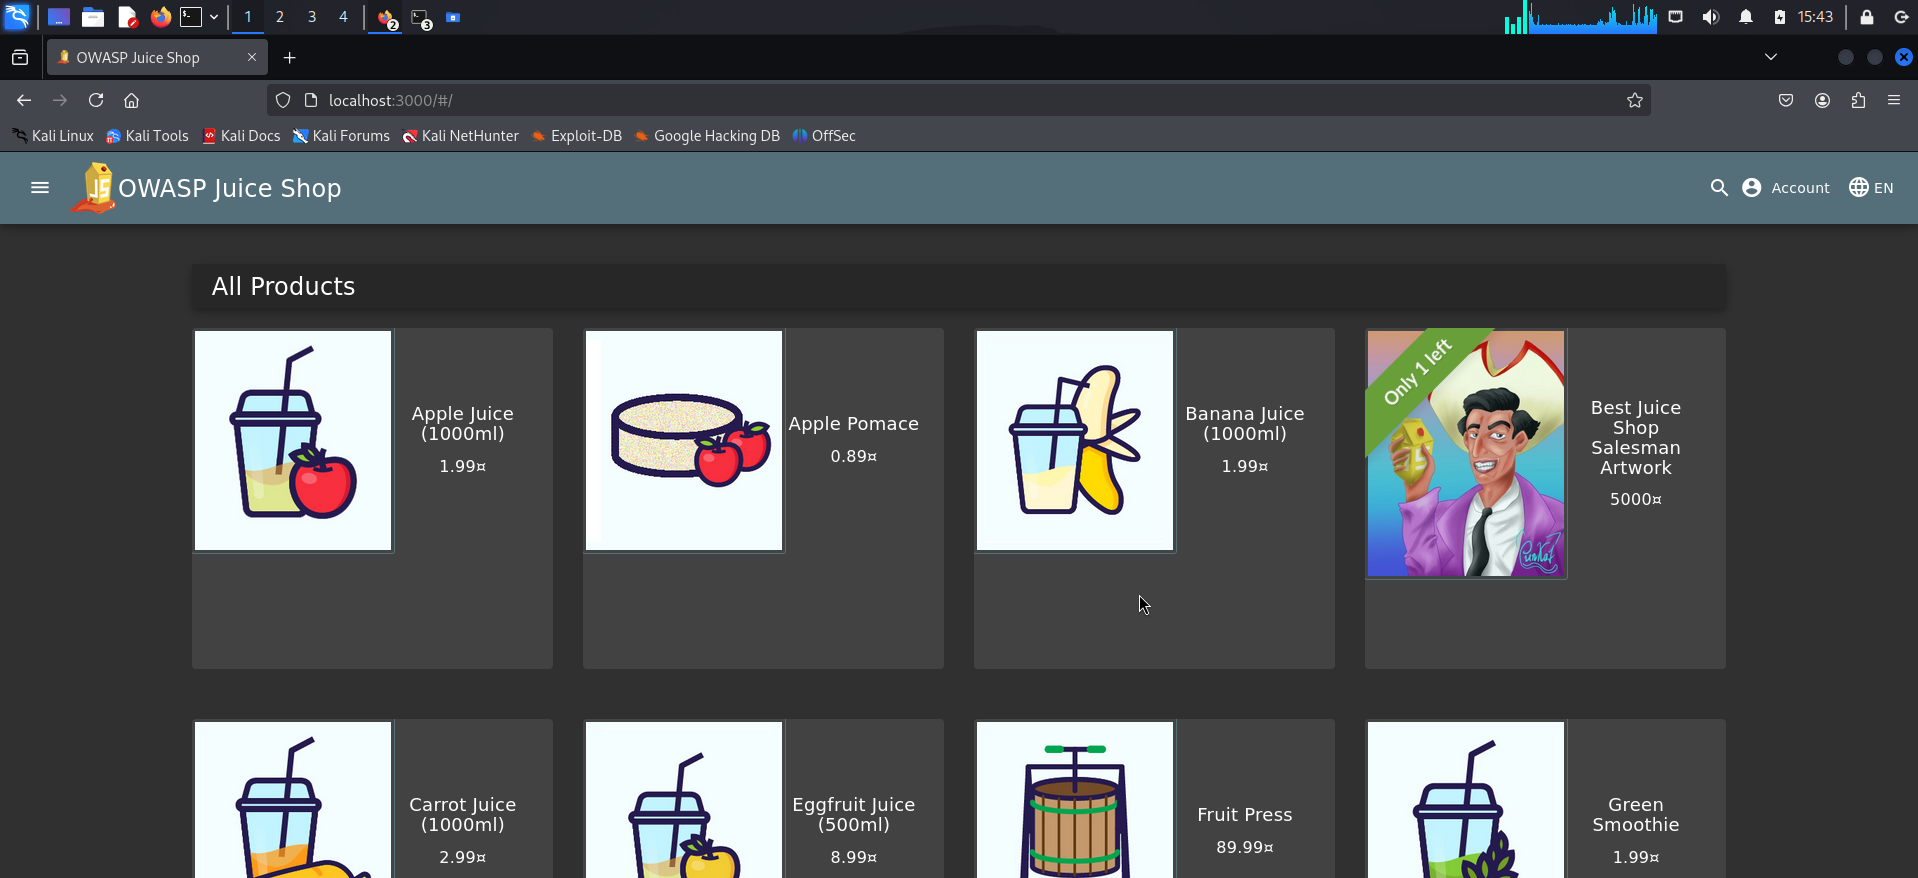 1 2 3 4 2 3 15:43
OWASP Juice Shop
localhost:3000/#/
Kali Linux Kali Tools Kali Docs Kali Forums Kali NetHunter Exploit-DB Google Hacking DB OffSec
JS OWASP Juice Shop Account EN
All Products
Only 1 left
Apple Juice
(1000ml)
1.99¤
Apple Pomace
0.89¤
Banana Juice
(1000ml)
1.99¤
Best Juice
Shop
Salesman
Artwork
5000¤
Carrot Juice
(1000ml)
2.99¤
Eggfruit Juice
(500ml)
8.99¤
Fruit Press
89.99¤
Green
Smoothie
1.99¤